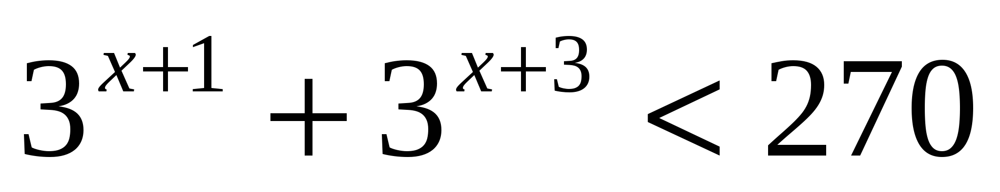 3^{x+1} + 3^{x+3} < 270